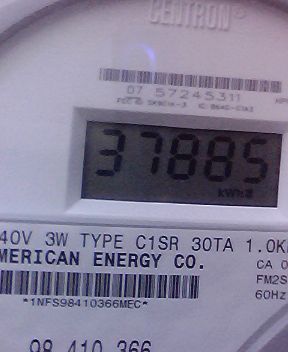 CENTRON®
07 57245311
37885
kWh
240V 3W TYPE C1SR 30TA 1.0K
MERICAN ENERGY CO.
CA 0
FM2S
*1NFS98410366MEC*
60Hz
98 410 366